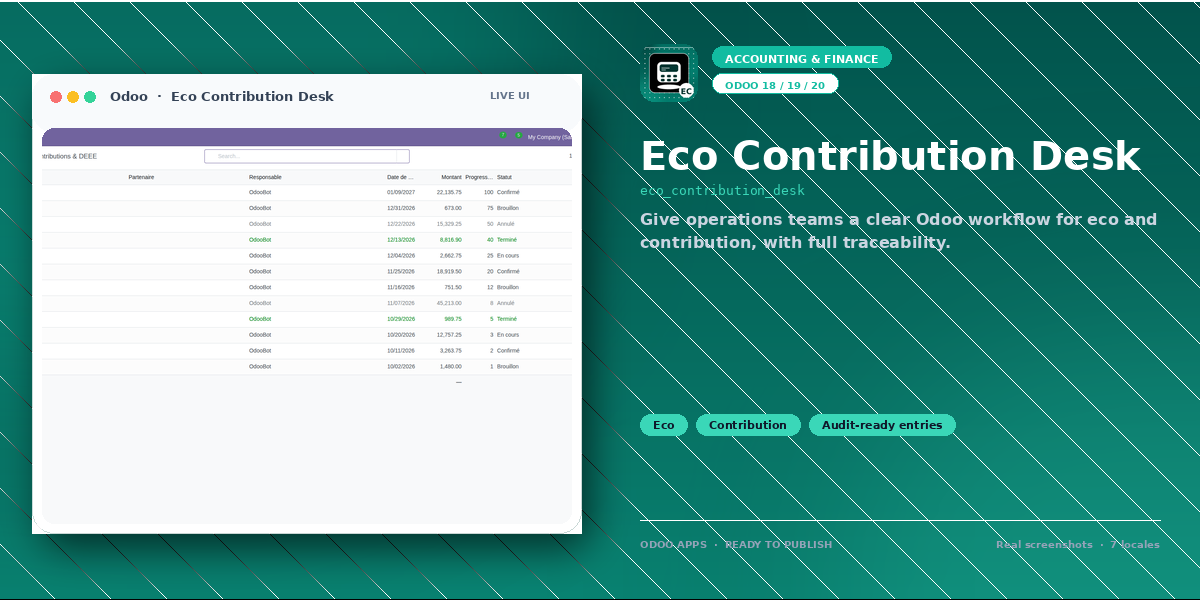 Odoo · Eco Contribution Desk
LIVE UI
My Company (Sa
ntributions & DEEE
Search...
1
Partenaire Responsable Date de ... Montant Progress... Statut
OdooBot 01/09/2027 22,135.75 100 Confirmé
OdooBot 12/31/2026 673.00 75 Brouillon
OdooBot 12/22/2026 15,329.25 50 Annulé
OdooBot 12/13/2026 8,816.90 40 Terminé
OdooBot 12/04/2026 2,662.75 25 En cours
OdooBot 11/25/2026 18,919.50 20 Confirmé
OdooBot 11/16/2026 751.50 12 Brouillon
OdooBot 11/07/2026 45,213.00 8 Annulé
OdooBot 10/29/2026 989.75 5 Terminé
OdooBot 10/20/2026 12,757.25 3 En cours
OdooBot 10/11/2026 3,263.75 2 Confirmé
OdooBot 10/02/2026 1,480.00 1 Brouillon
—
EC
ACCOUNTING & FINANCE
ODOO 18 / 19 / 20
Eco Contribution Desk
eco_contribution_desk
Give operations teams a clear Odoo workflow for eco and
contribution, with full traceability.
Eco
Contribution
Audit-ready entries
ODOO APPS · READY TO PUBLISH
Real screenshots · 7 locales